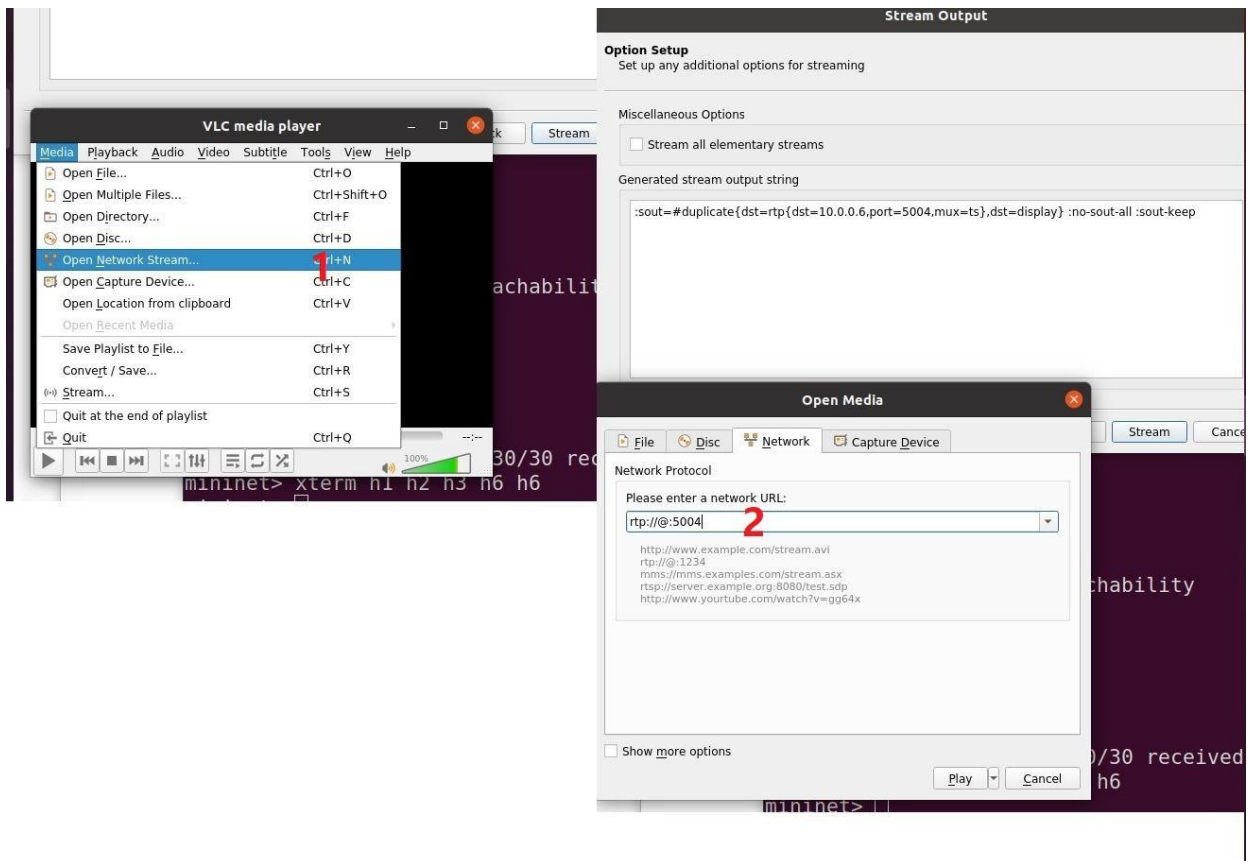 VLC media player
Media Playback Audio Video Subtitle Tools View Help
Open File... Ctrl+O
Open Multiple Files... Ctrl+Shift+O
Open Directory... Ctrl+F
Open Disc... Ctrl+D
Open Network Stream... Ctrl+N
1
Open Capture Device... Ctrl+C
Open Location from clipboard Ctrl+V
Open Recent Media
Save Playlist to File... Ctrl+Y
Convert / Save... Ctrl+R
Stream... Ctrl+S
Quit at the end of playlist
Quit Ctrl+Q
--:--
100%
k Stream
achabilit
30/30 rec
mininet> xterm h1 h2 h3 h6 h6
Stream Output
Option Setup
Set up any additional options for streaming
Miscellaneous Options
Stream all elementary streams
Generated stream output string
:sout=#duplicate{dst=rtp{dst=10.0.0.6,port=5004,mux=ts},dst=display} :no-sout-all :sout-keep
Stream Cance
Open Media
File Disc Network Capture Device
Network Protocol
Please enter a network URL:
rtp://@:5004
2
http://www.example.com/stream.avi
rtp://@:1234
mms://mms.examples.com/stream.asx
rtsp://server.example.org:8080/test.sdp
http://www.yourtube.com/watch?v=gg64x
Show more options
Play Cancel
chability
0/30 received
h6
mininet>